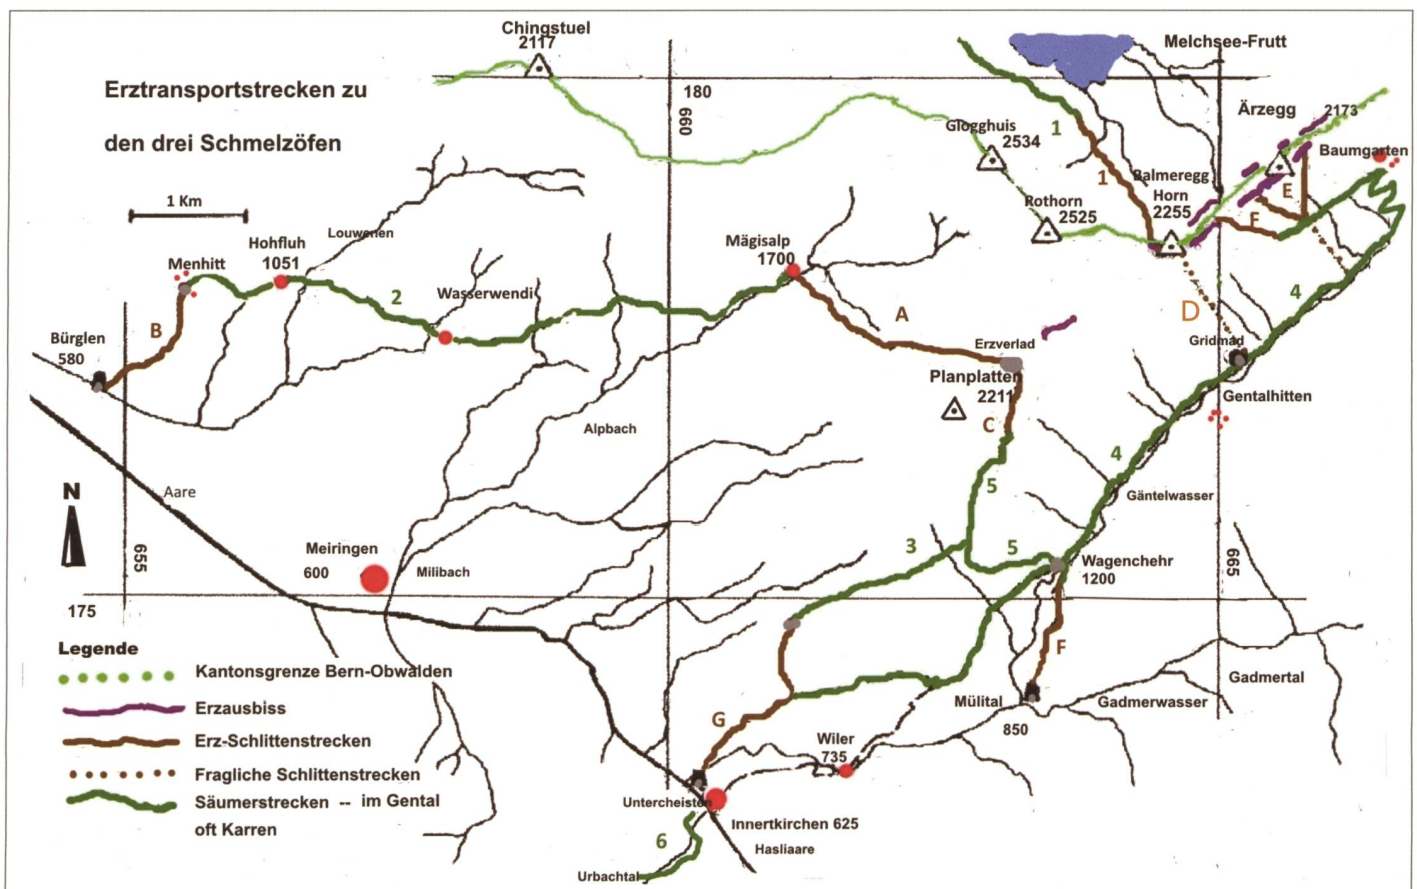 Chingstuel
2117
Melchsee-Frutt
Erztransportstrecken zu
den drei Schmelzöfen
180
660
Ärzegg
2173
Glogghuis
2534
1
Baumgarten
1
Balmeregg
Horn
2255
E
1 Km
Rothorn
2525
F
Louwenen
Hohfluh
1051
Mägisalp
1700
Menhitt
2
Wasserwendi
4
B
A
D
Bürglen
580
Erzverlad
Gridmad
Planplatten
2211
Gentalhitten
C
Alpbach
4
N
Aare
5
Gäntelwasser
655
Meiringen
600
Milibach
3
5
Wagenchehr
1200
665
175
Legende
F
Kantonsgrenze Bern-Obwalden
Gadmertal
Erzausbiss
G
Mülital
850
Gadmerwasser
Erz-Schlittenstrecken
Wiler
735
Fragliche Schlittenstrecken
Säumerstrecken -- im Gental
oft Karren
Untercheisten
Innertkirchen 625
6
Hasliaare
Urbachtal